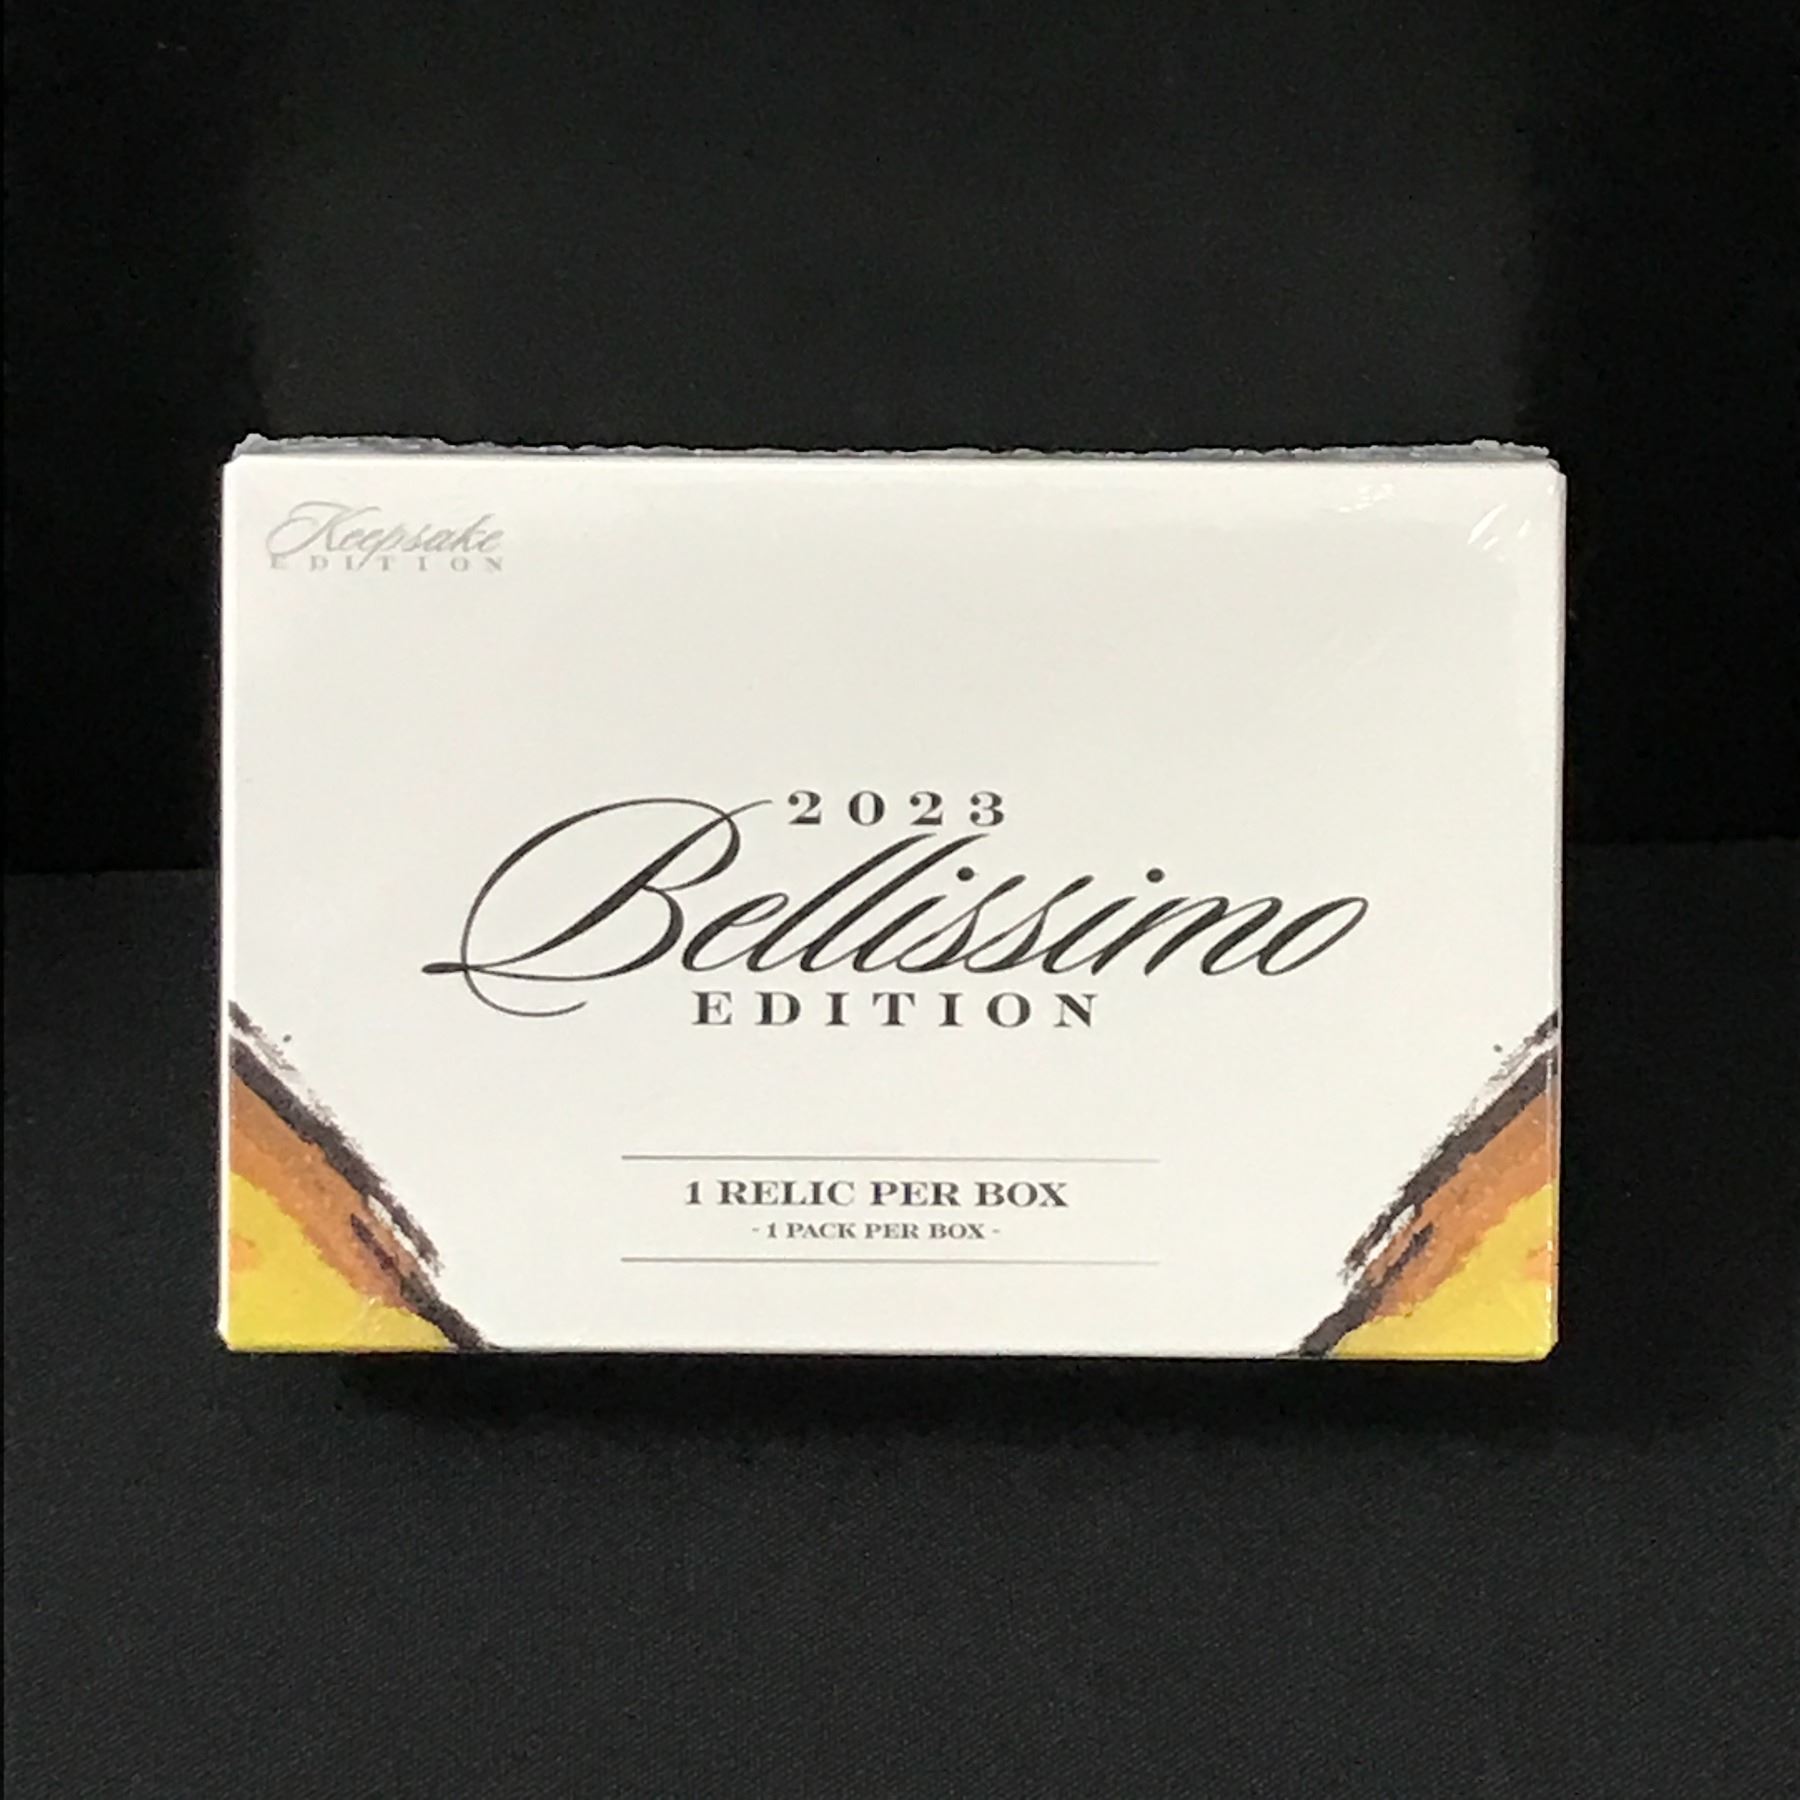 Keepsake
EDITION
2023
Bellissimo
EDITION
1 RELIC PER BOX
- 1 PACK PER BOX -